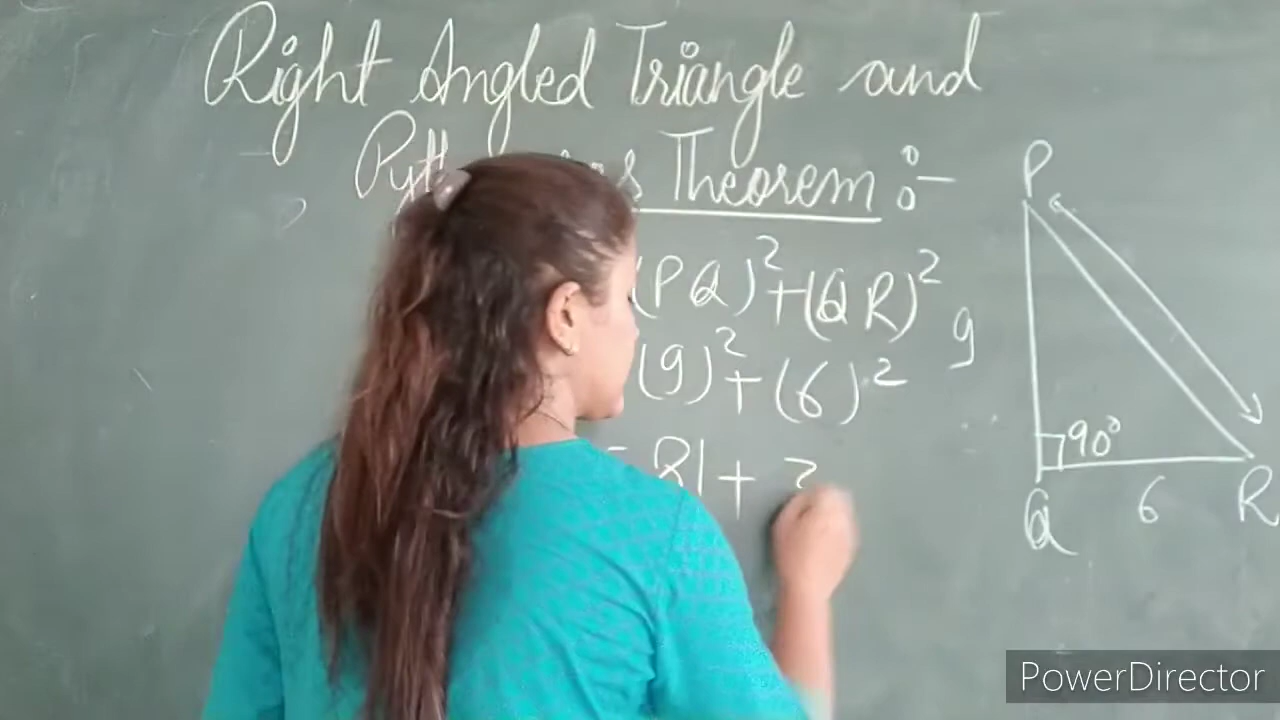 Right Angled Triangle and
Theorem :-
P
(PQ)²+(QR)²
9
(9)²+(6)²
90°
= 81+
Q
6
R
PowerDirector